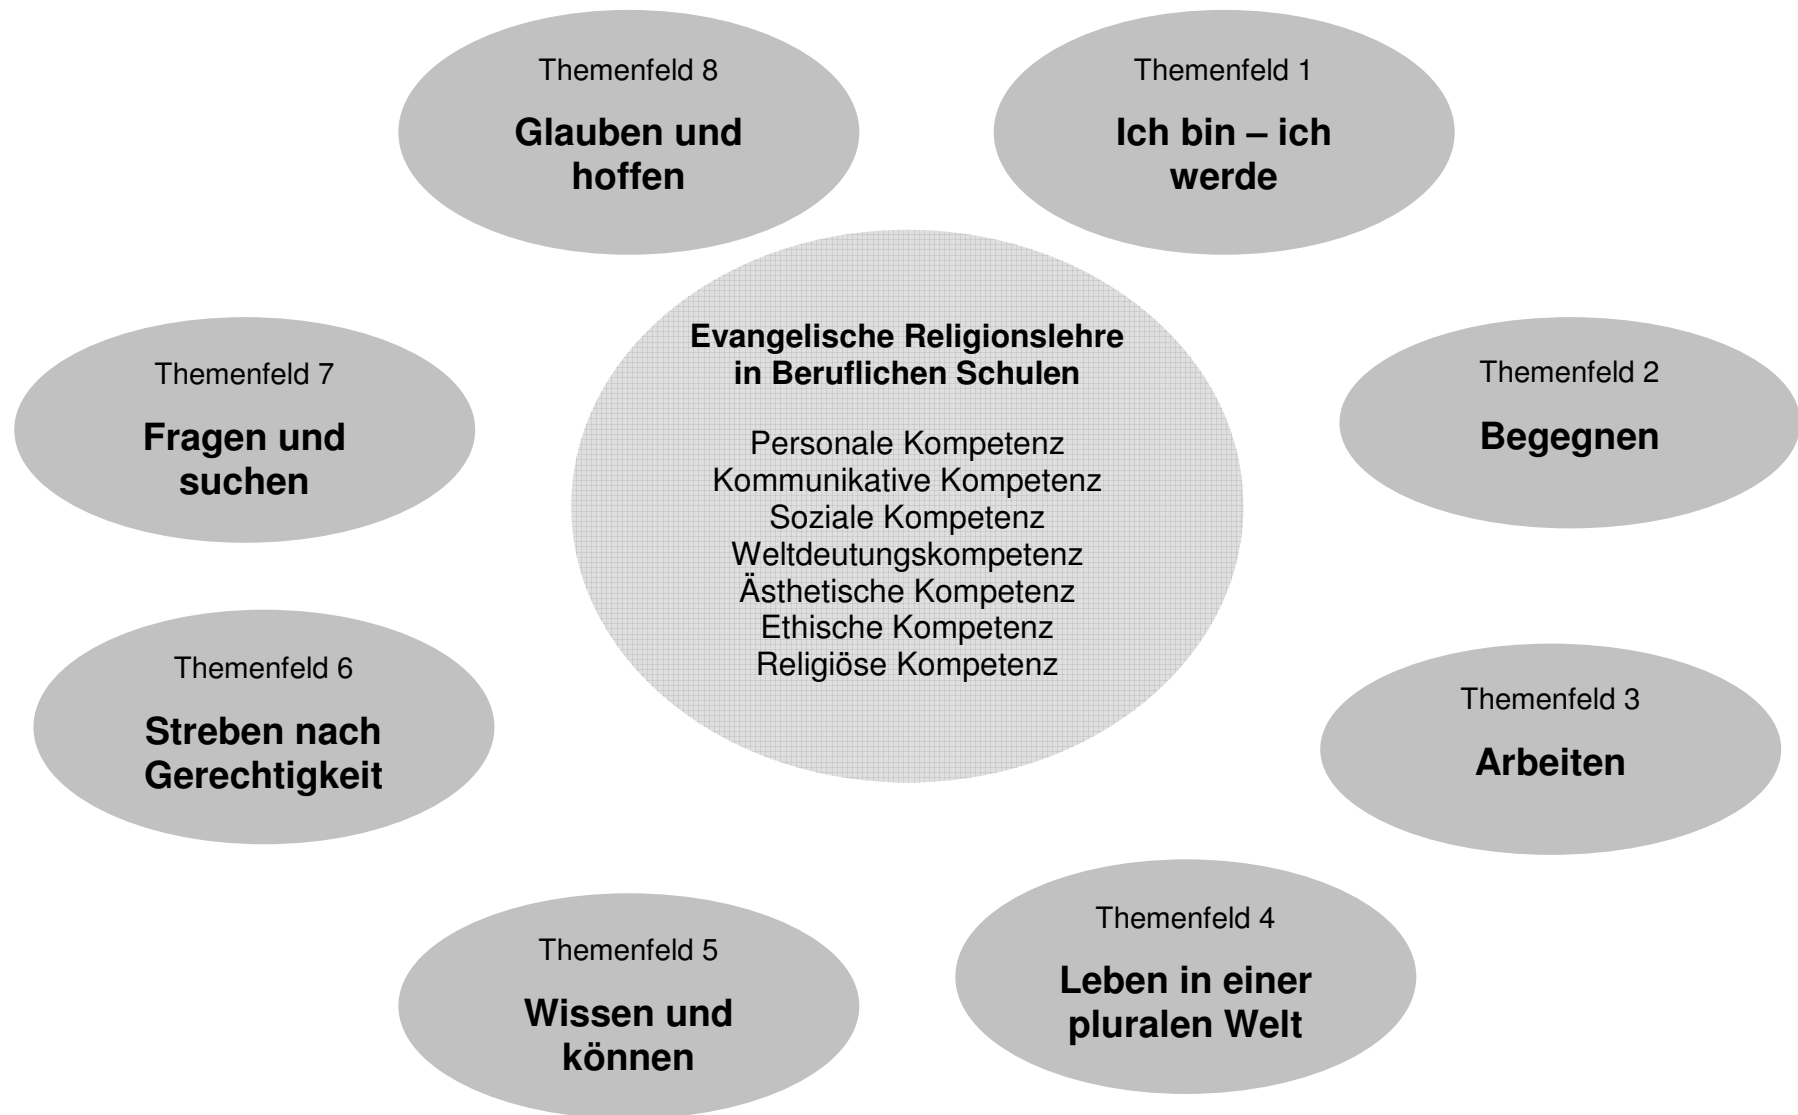 Themenfeld 8
Glauben und
hoffen
Themenfeld 1
Ich bin – ich
werde
Evangelische Religionslehre
in Beruflichen Schulen
Personale Kompetenz
Kommunikative Kompetenz
Soziale Kompetenz
Weltdeutungskompetenz
Ästhetische Kompetenz
Ethische Kompetenz
Religiöse Kompetenz
Themenfeld 7
Fragen und
suchen
Themenfeld 2
Begegnen
Themenfeld 6
Streben nach
Gerechtigkeit
Themenfeld 3
Arbeiten
Themenfeld 5
Wissen und
können
Themenfeld 4
Leben in einer
pluralen Welt